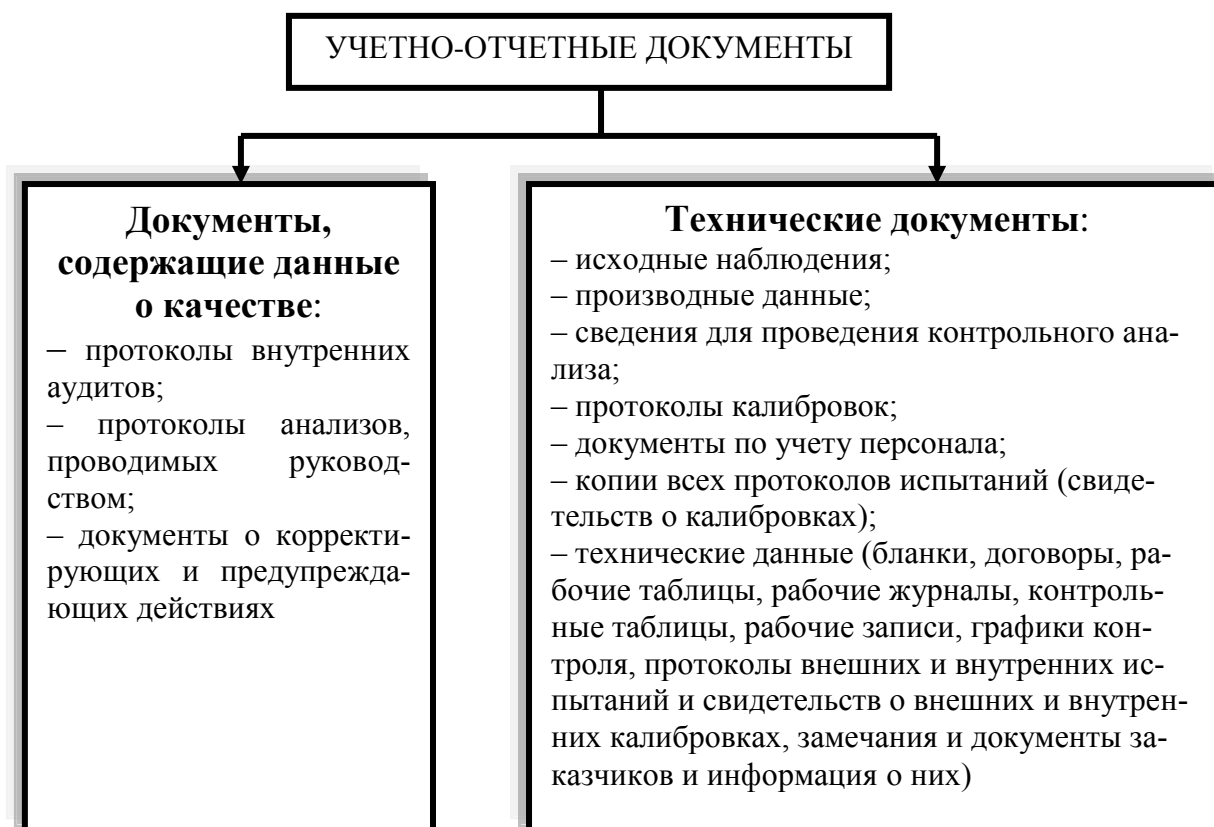 УЧЕТНО-ОТЧЕТНЫЕ ДОКУМЕНТЫ
Документы,
содержащие данные
о качестве:
– протоколы внутренних
аудитов;
– протоколы анализов,
проводимых руковод-
ством;
– документы о корректи-
рующих и предупрежда-
ющих действиях
Технические документы:
– исходные наблюдения;
– производные данные;
– сведения для проведения контрольного ана-
лиза;
– протоколы калибровок;
– документы по учету персонала;
– копии всех протоколов испытаний (свиде-
тельств о калибровках);
– технические данные (бланки, договоры, ра-
бочие таблицы, рабочие журналы, контроль-
ные таблицы, рабочие записи, графики кон-
троля, протоколы внешних и внутренних ис-
пытаний и свидетельств о внешних и внутрен-
них калибровках, замечания и документы за-
казчиков и информация о них)